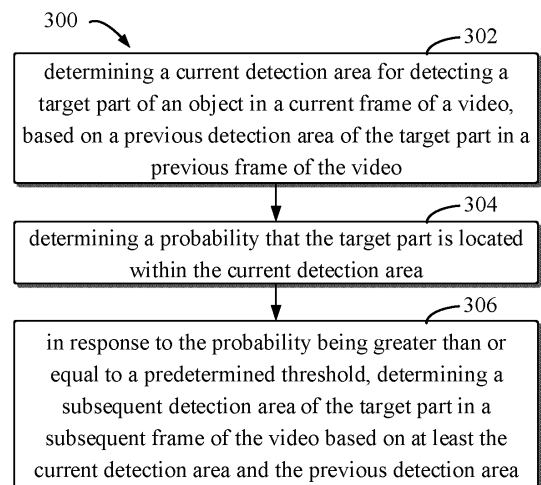 300
302
determining a current detection area for detecting a
target part of an object in a current frame of a video,
based on a previous detection area of the target part in a
previous frame of the video
304
determining a probability that the target part is located
within the current detection area
306
in response to the probability being greater than or
equal to a predetermined threshold, determining a
subsequent detection area of the target part in a
subsequent frame of the video based on at least the
current detection area and the previous detection area